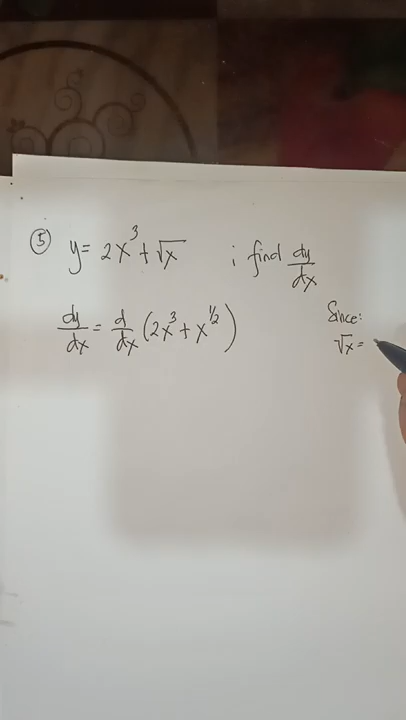 ⑤ y = 2x³ + √x ; find dy/dx
dy/dx = d/dx (2x³ + x^1/2)
Since:
√x =